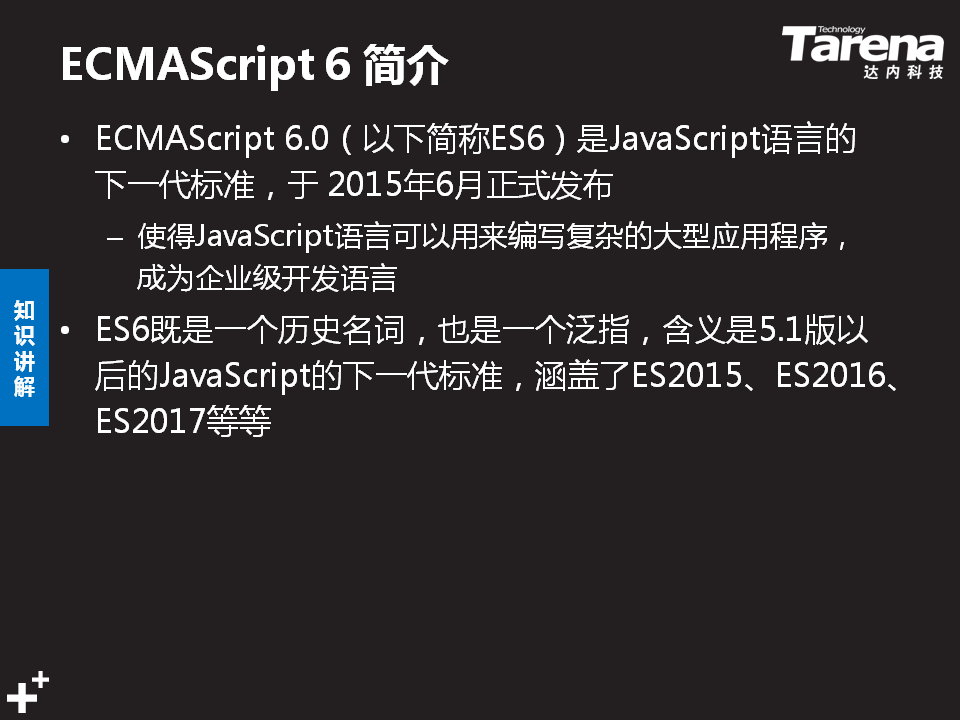 ECMAScript 6 简介
Technology
Tarena
达内科技
• ECMAScript 6.0（以下简称ES6）是JavaScript语言的
下一代标准，于 2015年6月正式发布
– 使得JavaScript语言可以用来编写复杂的大型应用程序，
成为企业级开发语言
知识讲解
• ES6既是一个历史名词，也是一个泛指，含义是5.1版以
后的JavaScript的下一代标准，涵盖了ES2015、ES2016、
ES2017等等